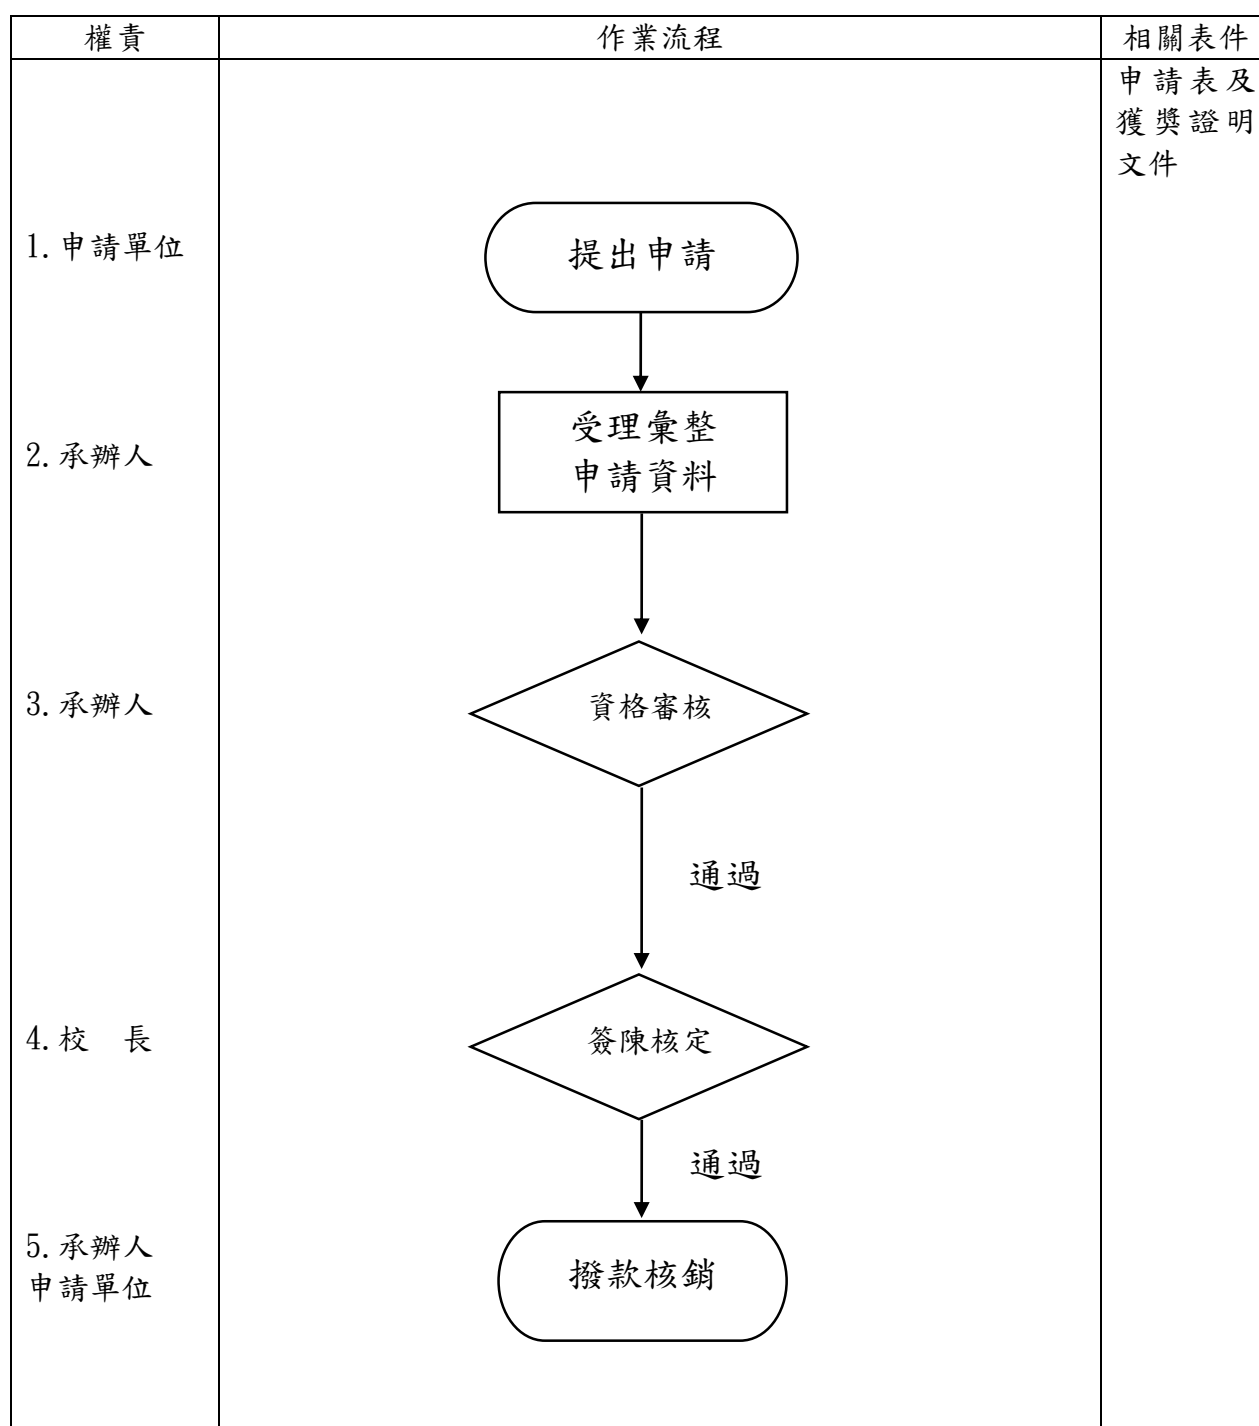 權責
作業流程
相關表件
申請表及
獲獎證明
文件
1.申請單位
提出申請
2.承辦人
受理彙整
申請資料
3.承辦人
資格審核
通過
4.校　長
簽陳核定
通過
5.承辦人
申請單位
撥款核銷